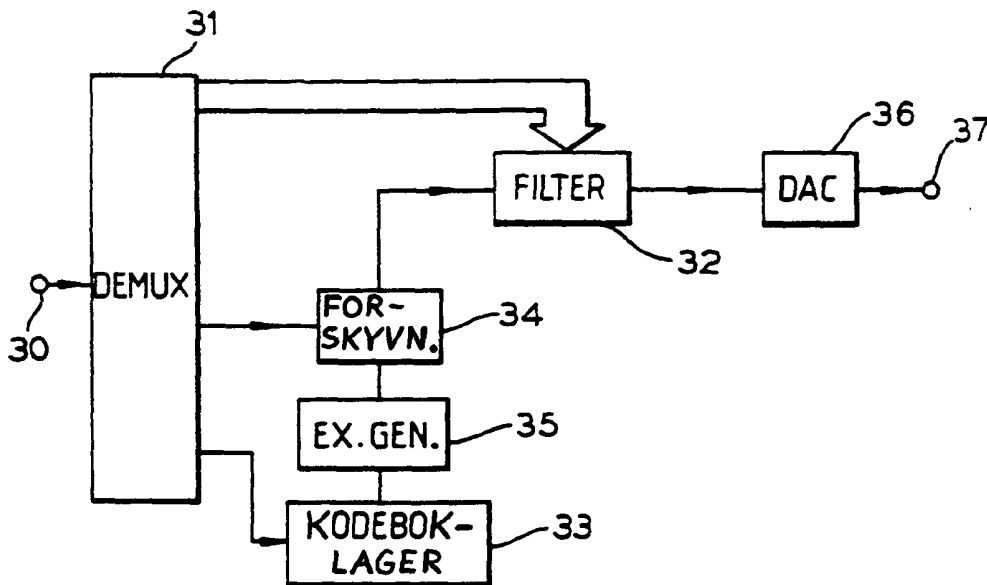 31
36
37
FILTER
DAC
32
DEMUX
30
FOR-
SKYVN.
34
EX. GEN.
35
KODEBOK-
LAGER
33